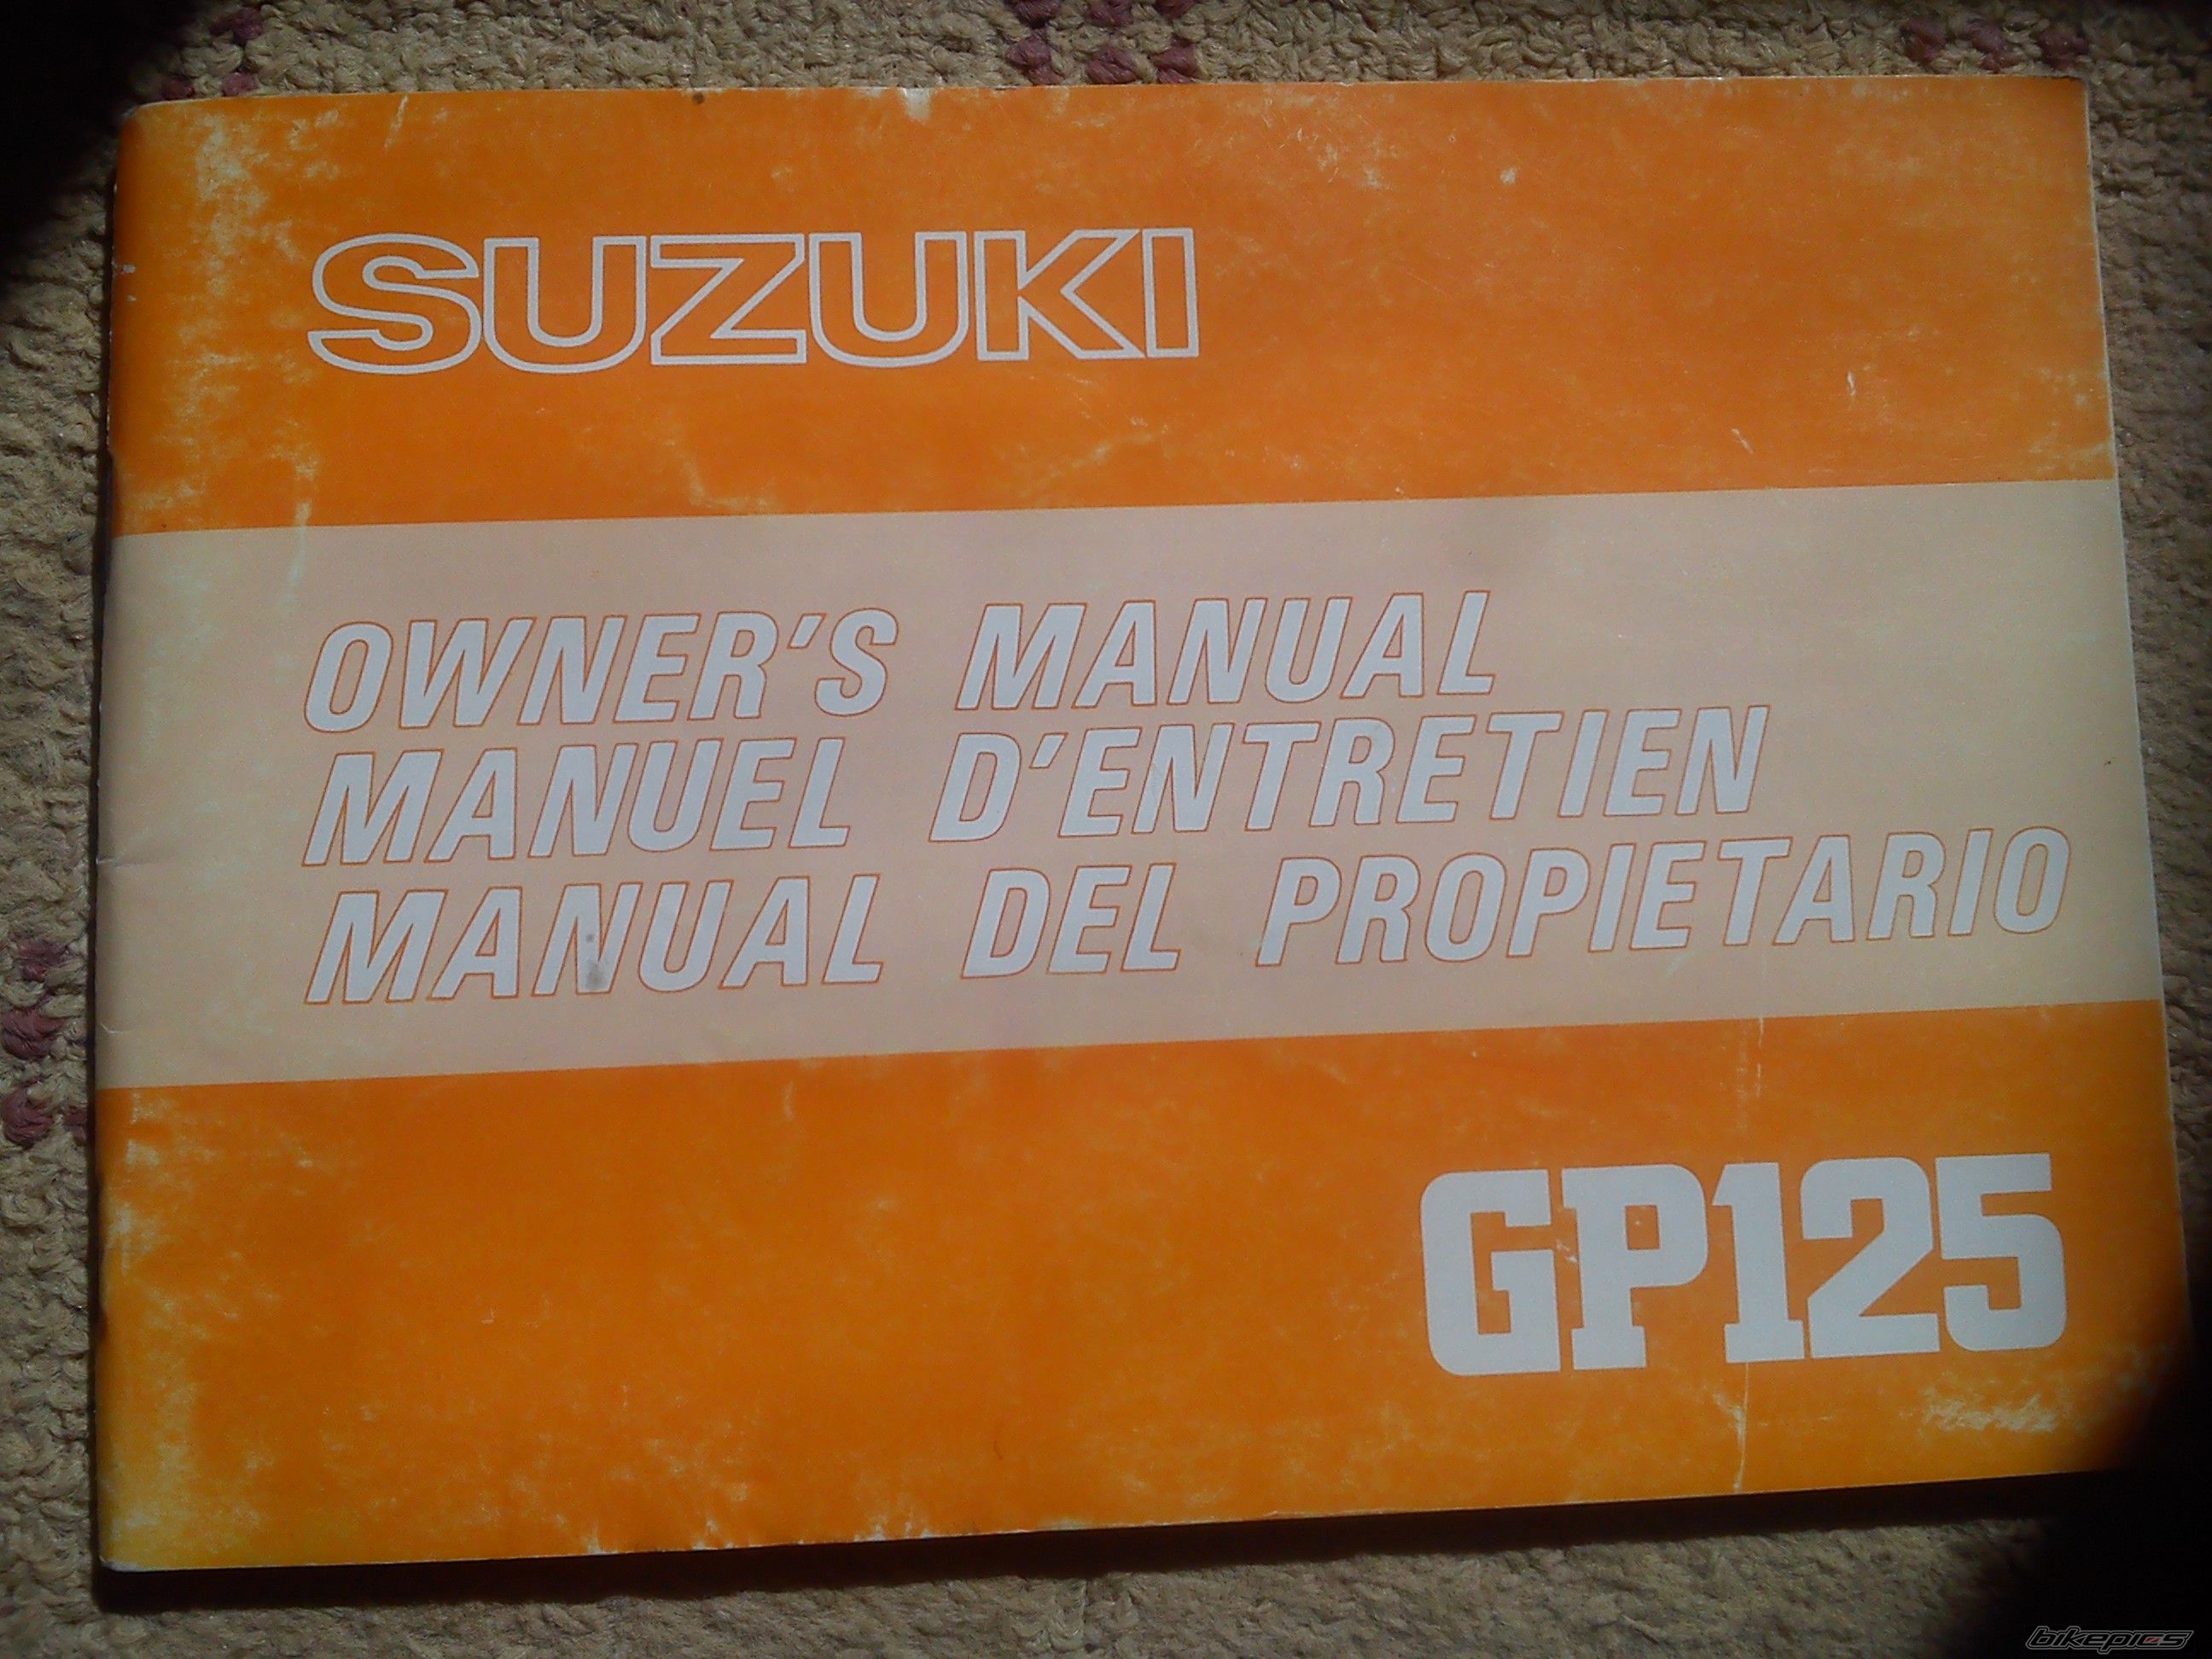 SUZUKI
OWNER'S MANUAL
MANUEL D'ENTRETIEN
MANUAL DEL PROPIETARIO
GP125
bikepics